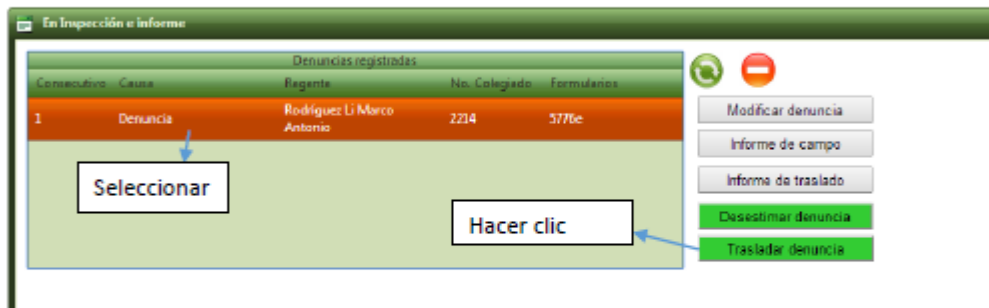 En Inspección e informe
Denuncias registradas
Consecutivo Causa Regente No. Colegiado Formularios
1 Denuncia Rodríguez Li Marco Antonio 2214 5776e
Modificar denuncia
Informe de campo
Informe de traslado
Desestimar denuncia
Trasladar denuncia
Seleccionar
Hacer clic